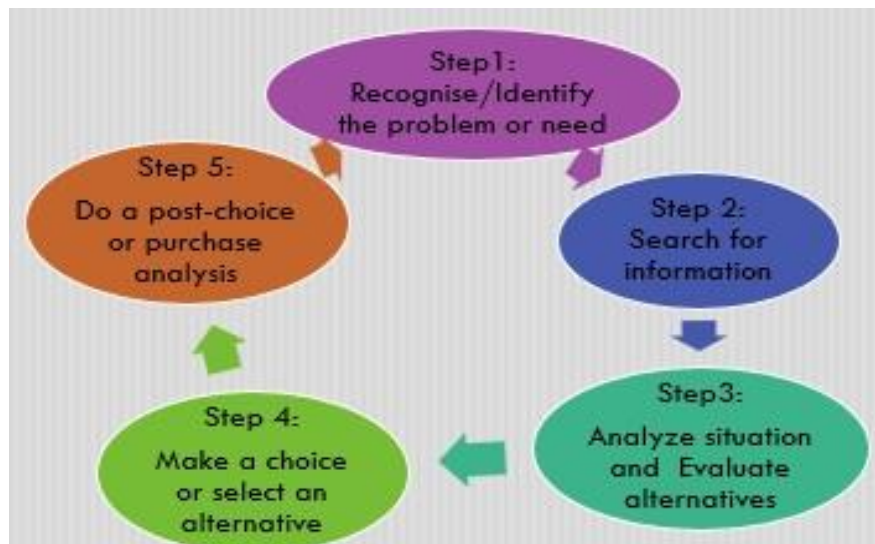 Step1:
Recognise/Identify
the problem or need
Step 2:
Search for
information
Step3:
Analyze situation
and Evaluate
alternatives
Step 4:
Make a choice
or select an
alternative
Step 5:
Do a post-choice
or purchase
analysis